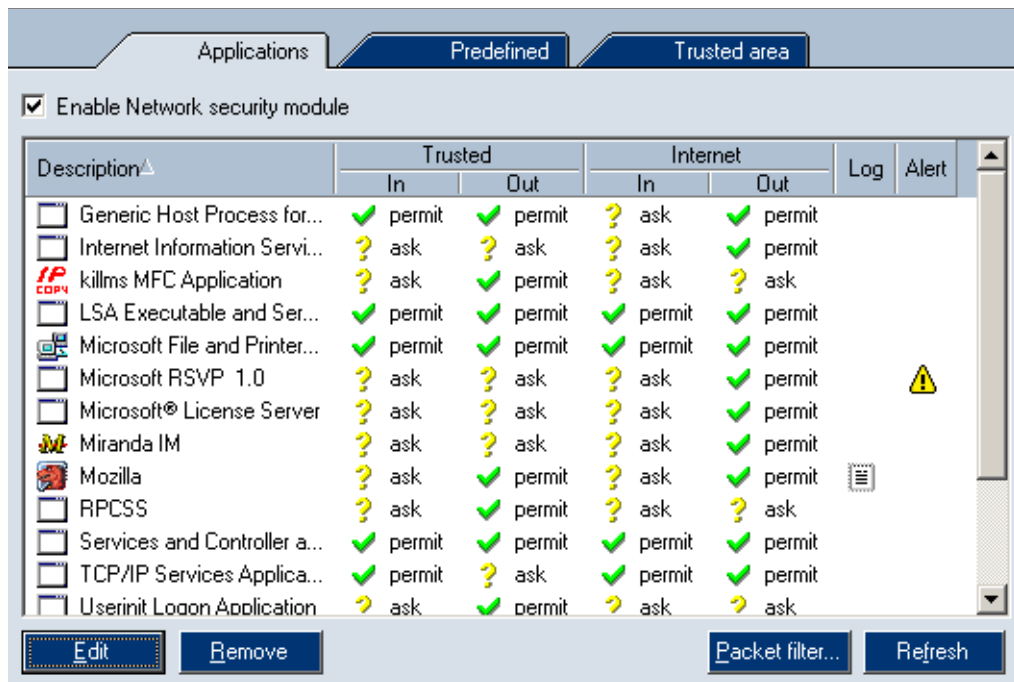 Applications Predefined Trusted area
Enable Network security module
Description Trusted Internet Log Alert
In Out In Out
Generic Host Process for... permit permit ask permit
Internet Information Servi... ask ask ask permit
IP COPY killms MFC Application ask permit ask ask
LSA Executable and Ser... permit permit permit permit
Microsoft File and Printer... permit permit permit permit
Microsoft RSVP 1.0 ask ask ask permit
Microsoft® License Server ask ask ask permit
Miranda IM ask ask ask permit
Mozilla ask permit ask permit
RPCSS ask permit ask ask
Services and Controller a... permit permit permit permit
TCP/IP Services Applica... permit ask permit permit
Userinit Logon Application ask permit ask ask
Edit Remove Packet filter... Refresh